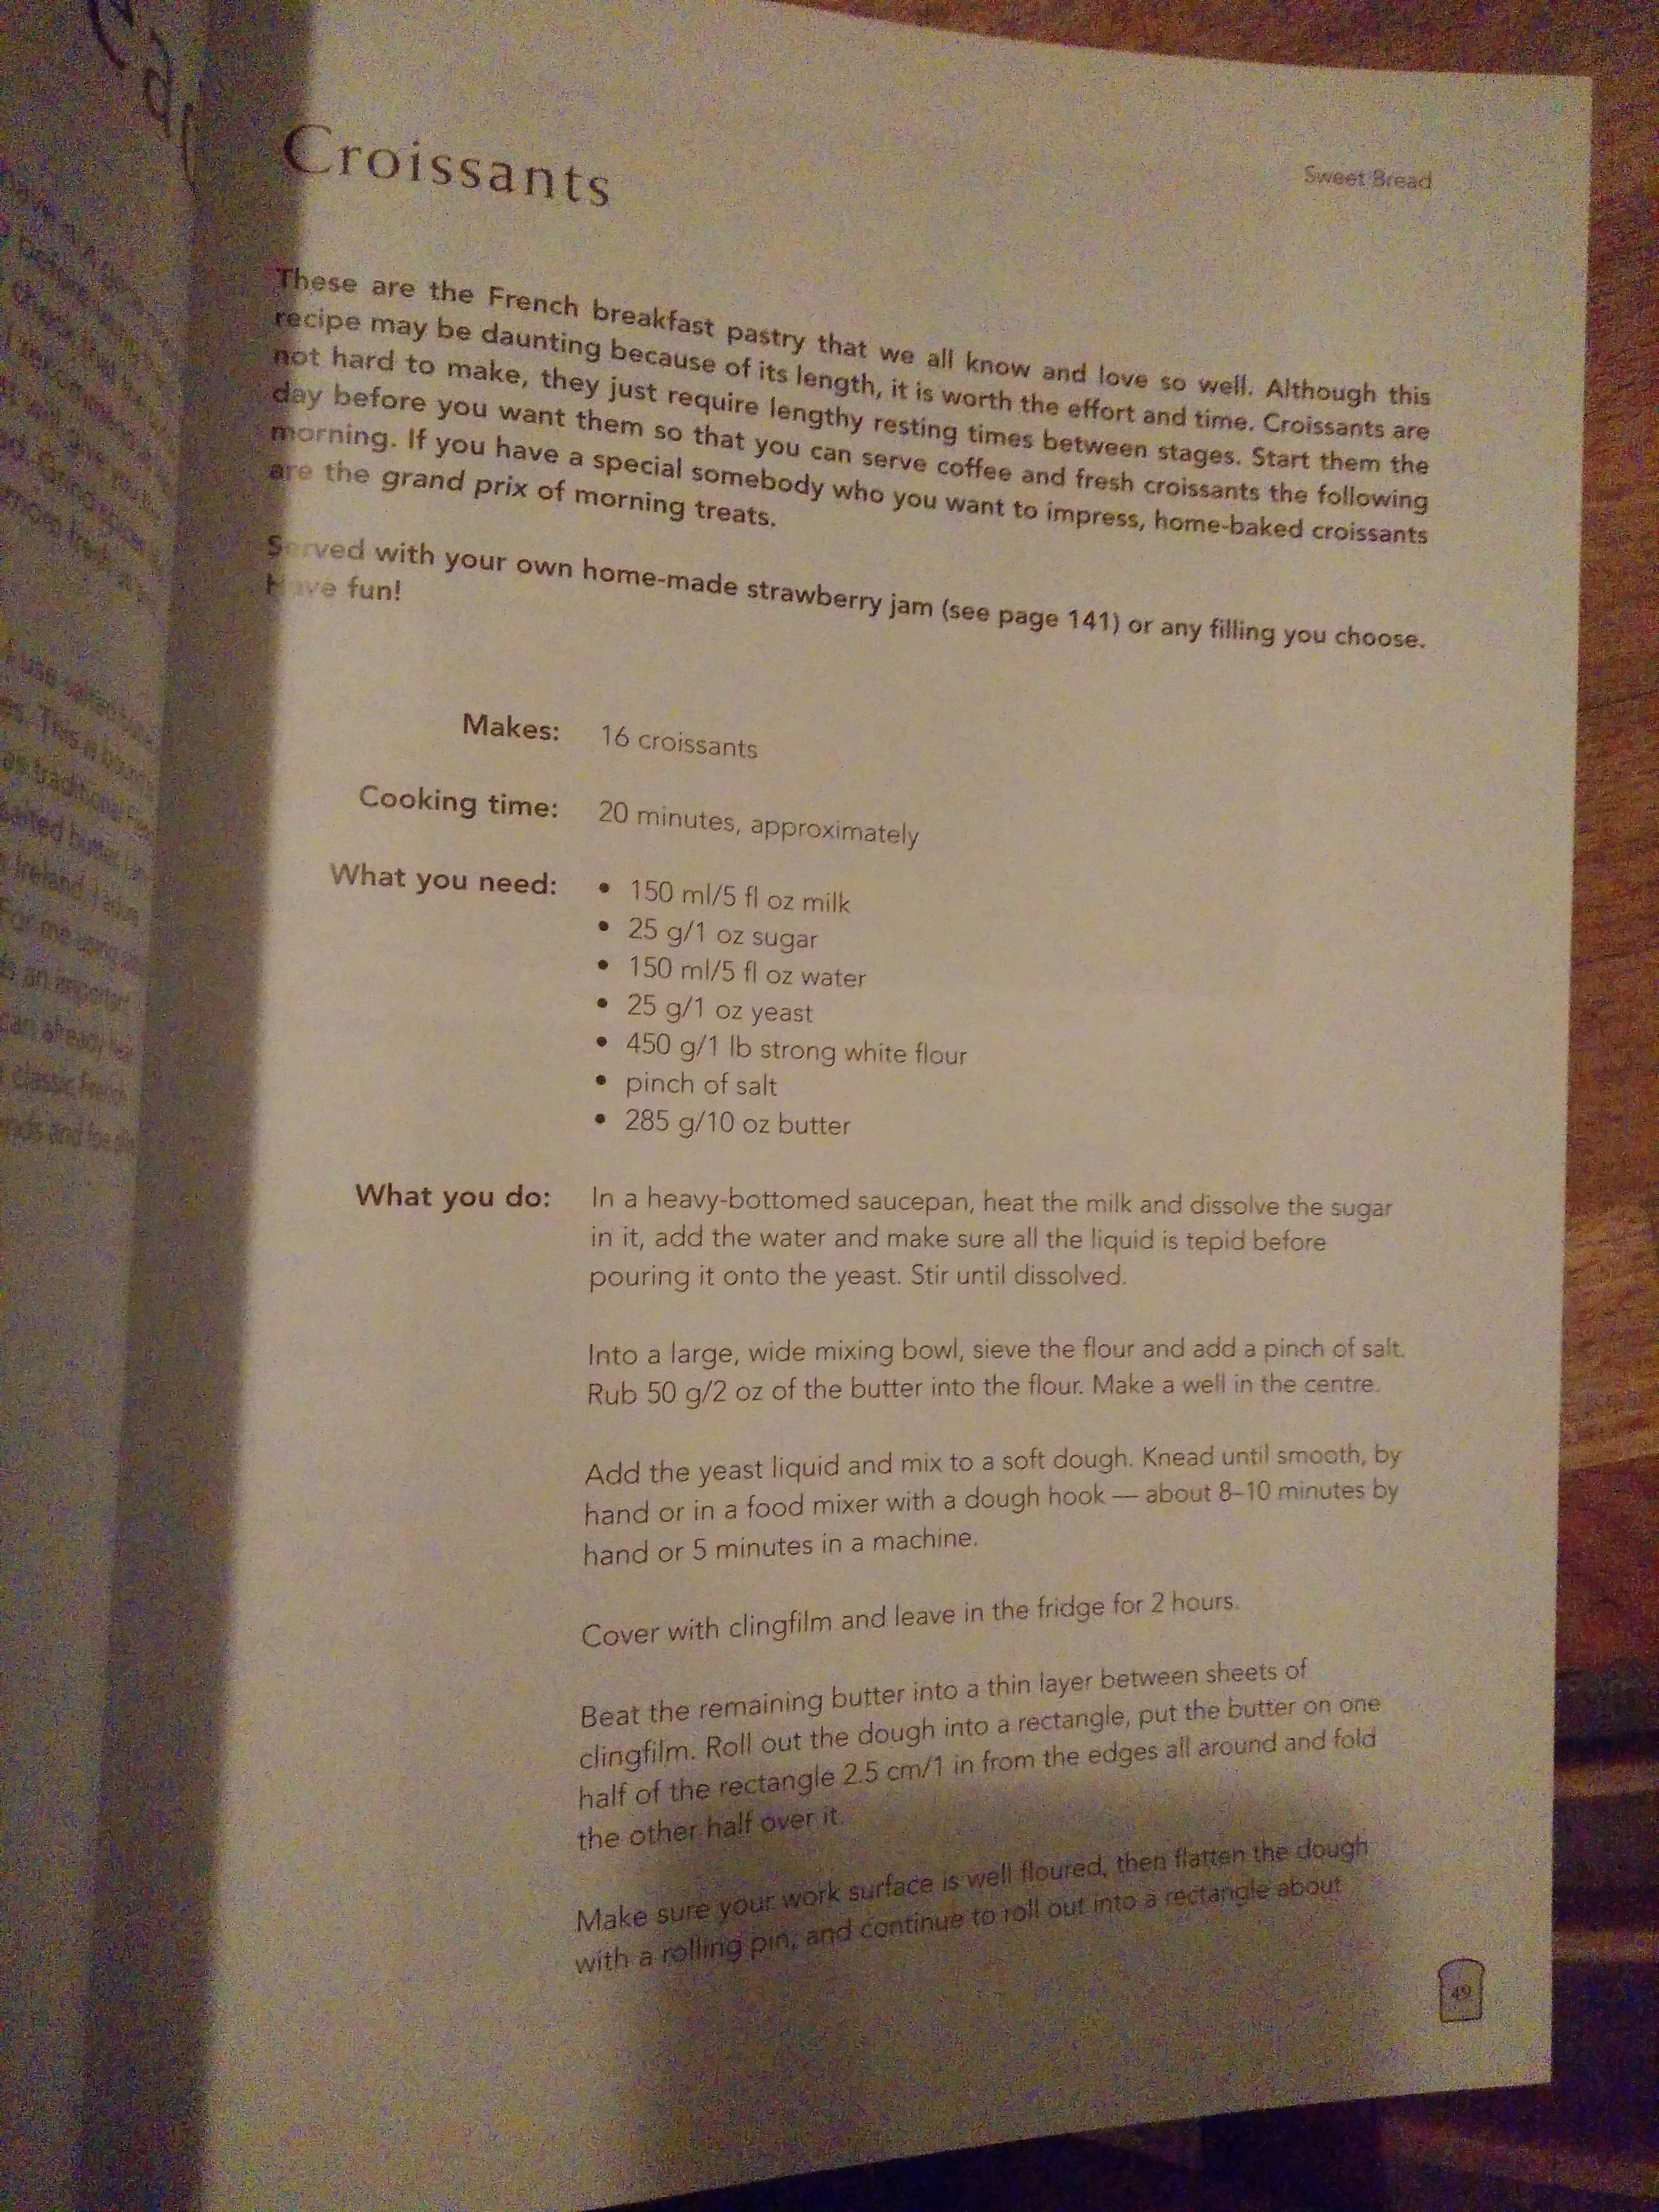 Croissants
Sweet Bread
These are the French breakfast pastry that we all know and love so well. Although this
recipe may be daunting because of its length, it is worth the effort and time. Croissants are
not hard to make, they just require lengthy resting times between stages. Start them the
day before you want them so that you can serve coffee and fresh croissants the following
morning. If you have a special somebody who you want to impress, home-baked croissants
are the grand prix of morning treats.
Served with your own home-made strawberry jam (see page 141) or any filling you choose.
Have fun!
Makes: 16 croissants
Cooking time: 20 minutes, approximately
What you need: • 150 ml/5 fl oz milk
• 25 g/1 oz sugar
• 150 ml/5 fl oz water
• 25 g/1 oz yeast
• 450 g/1 lb strong white flour
• pinch of salt
• 285 g/10 oz butter
What you do: In a heavy-bottomed saucepan, heat the milk and dissolve the sugar
in it, add the water and make sure all the liquid is tepid before
pouring it onto the yeast. Stir until dissolved.
Into a large, wide mixing bowl, sieve the flour and add a pinch of salt.
Rub 50 g/2 oz of the butter into the flour. Make a well in the centre.
Add the yeast liquid and mix to a soft dough. Knead until smooth, by
hand or in a food mixer with a dough hook — about 8–10 minutes by
hand or 5 minutes in a machine.
Cover with clingfilm and leave in the fridge for 2 hours.
Beat the remaining butter into a thin layer between sheets of
clingfilm. Roll out the dough into a rectangle, put the butter on one
half of the rectangle 2.5 cm/1 in from the edges all around and fold
the other half over it.
Make sure your work surface is well floured, then flatten the dough
with a rolling pin, and continue to roll out into a rectangle about
49